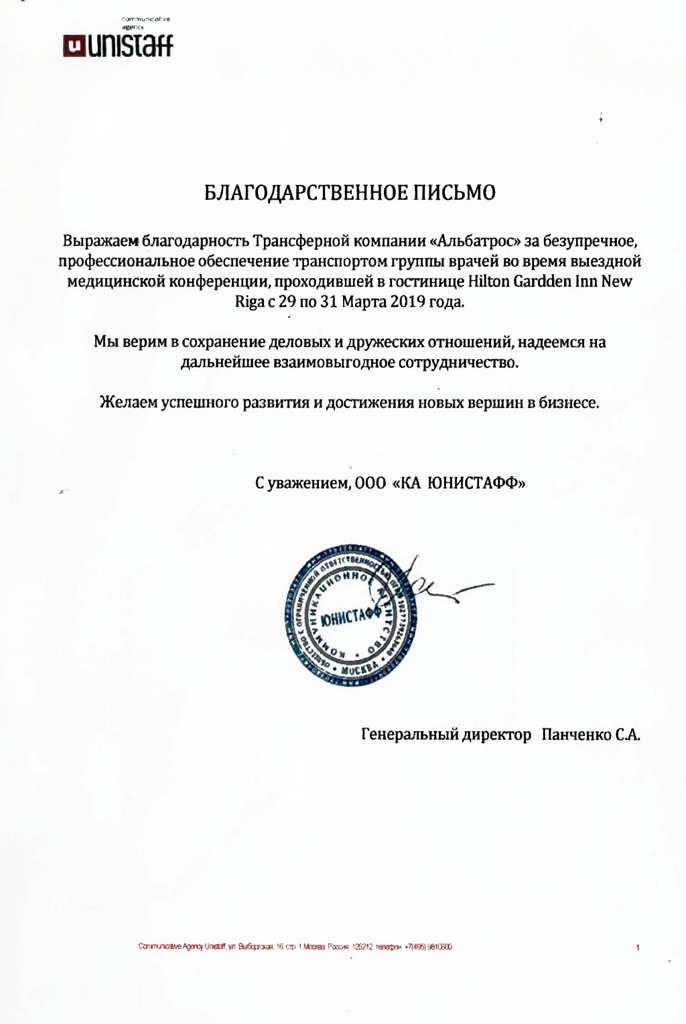 communicative
agency
unistaff
БЛАГОДАРСТВЕННОЕ ПИСЬМО
Выражаем благодарность Трансферной компании «Альбатрос» за безупречное,
профессиональное обеспечение транспортом группы врачей во время выездной
медицинской конференции, проходившей в гостинице Hilton Gardden Inn New
Riga с 29 по 31 Марта 2019 года.
Мы верим в сохранение деловых и дружеских отношений, надеемся на
дальнейшее взаимовыгодное сотрудничество.
Желаем успешного развития и достижения новых вершин в бизнесе.
С уважением, ООО «КА ЮНИСТАФФ»
ОБЩЕСТВО С ОГРАНИЧЕННОЙ ОТВЕТСТВЕННОСТЬЮ
КОММУНИКАЦИОННОЕ АГЕНТСТВО
ЮНИСТАФФ
МОСКВА
Генеральный директор Панченко С.А.
Communicative Agency Unistaff, ул. Выборгская, 16 стр. 1 Москва, Россия, 125212, телефон: +7(495)
1